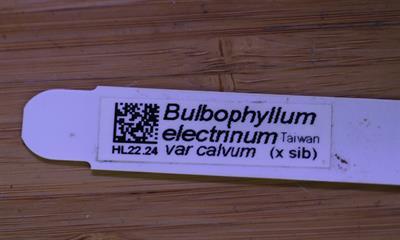 Bulbophyllum
electrinum Taiwan
HL22.24 var calvum (x sib)